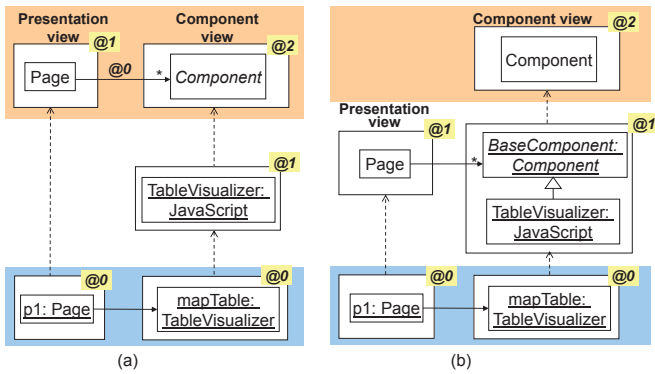 Presentation
view
@1
Component
view
@2
Page
@0
*
Component
@1
TableVisualizer:
JavaScript
@0
p1: Page
@0
mapTable:
TableVisualizer
(a)
Component view
@2
Component
Presentation
view
@1
Page
*
@1
BaseComponent:
Component
TableVisualizer:
JavaScript
@0
p1: Page
@0
mapTable:
TableVisualizer
(b)